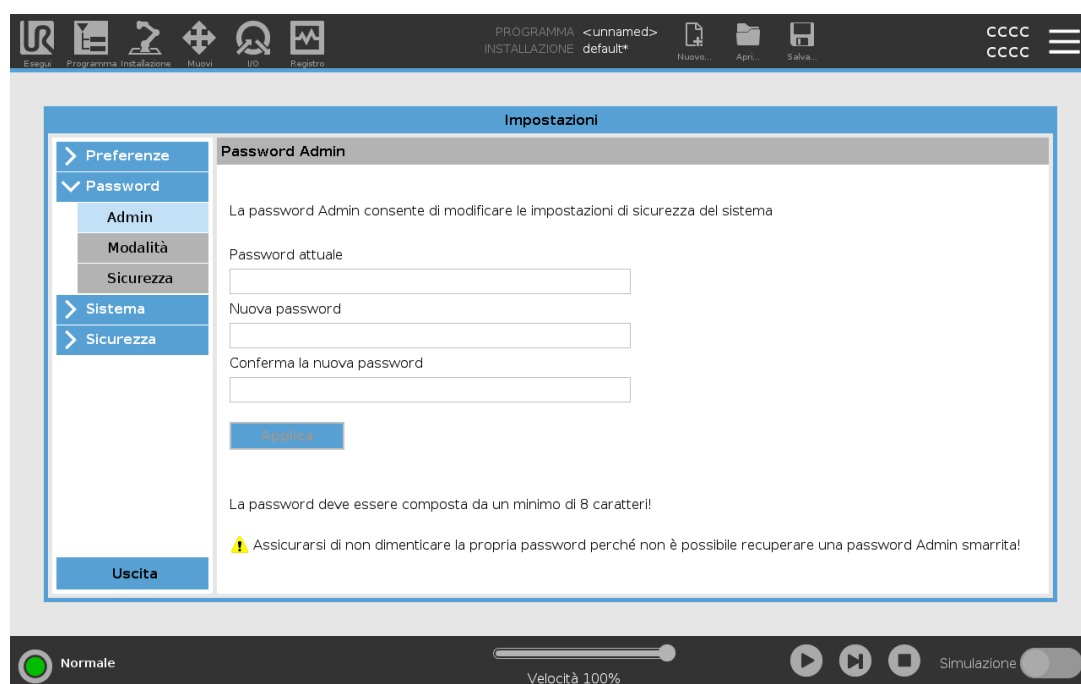 PROGRAMMA <unnamed>
INSTALLAZIONE default*
Esegui Programma Installazione Muovi I/O Registro
Nuovo... Apri... Salva...
cccc
cccc
Impostazioni
Preferenze
Password
Admin
Modalità
Sicurezza
Sistema
Sicurezza
Uscita
Password Admin
La password Admin consente di modificare le impostazioni di sicurezza del sistema
Password attuale
Nuova password
Conferma la nuova password
Applica
La password deve essere composta da un minimo di 8 caratteri!
Assicurarsi di non dimenticare la propria password perché non è possibile recuperare una password Admin smarrita!
Normale
Velocità 100%
Simulazione